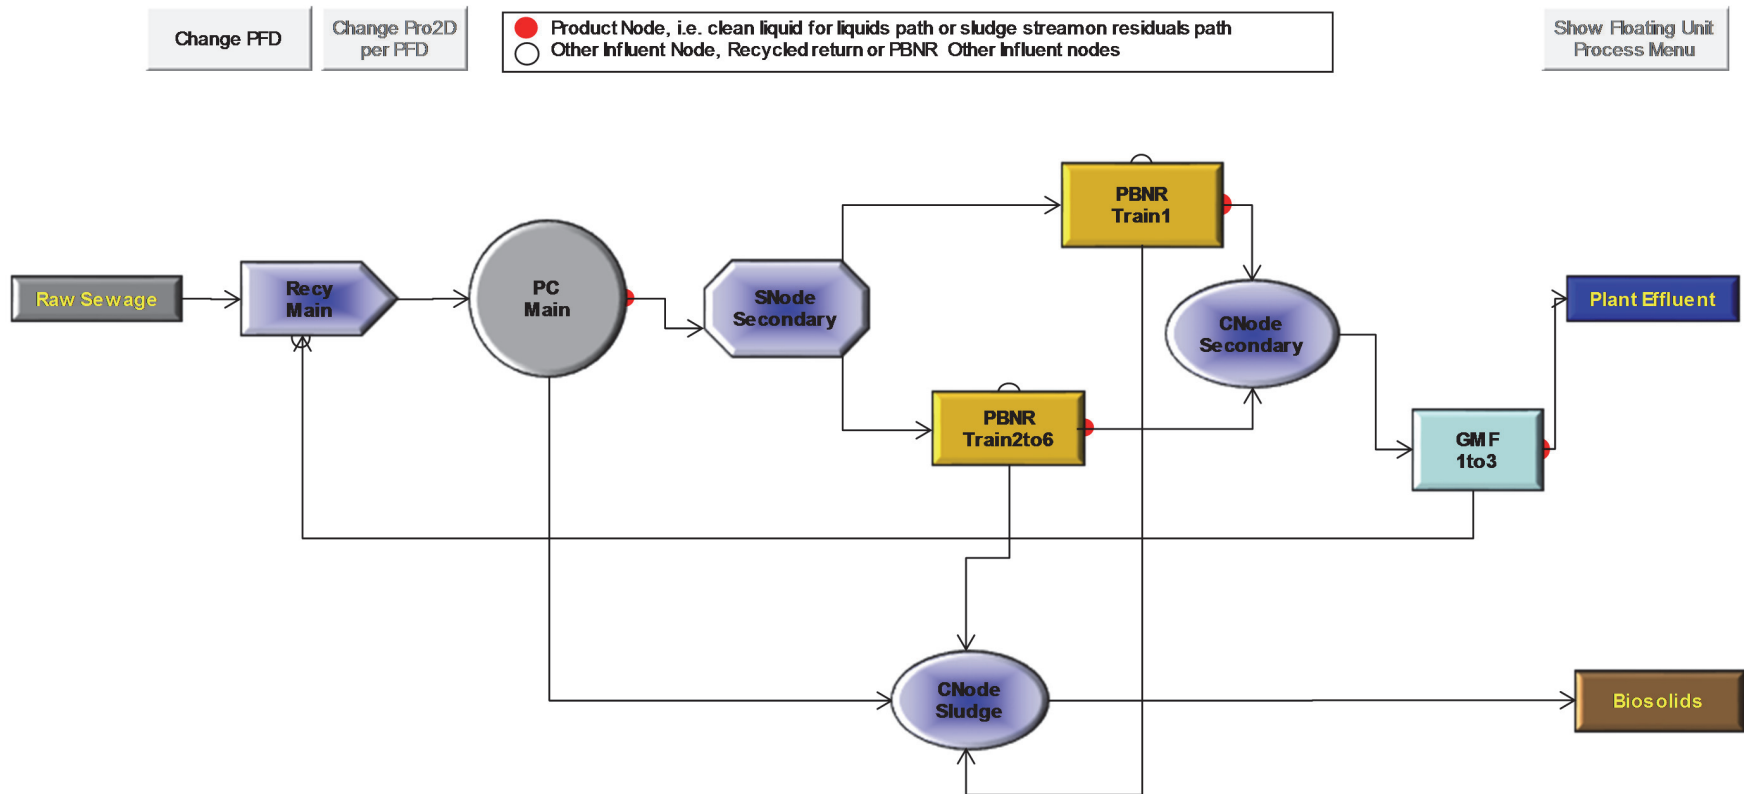 Change PFD
Change Pro2D
per PFD
Product Node, i.e. clean liquid for liquids path or sludge streamon residuals path
Other Influent Node, Recycled return or PBNR Other Influent nodes
Show Floating Unit
Process Menu
PBNR
Train1
Raw Sewage
Recy
Main
PC
Main
SNode
Secondary
CNode
Secondary
Plant Effluent
PBNR
Train2to6
GMF
1to3
CNode
Sludge
Biosolids